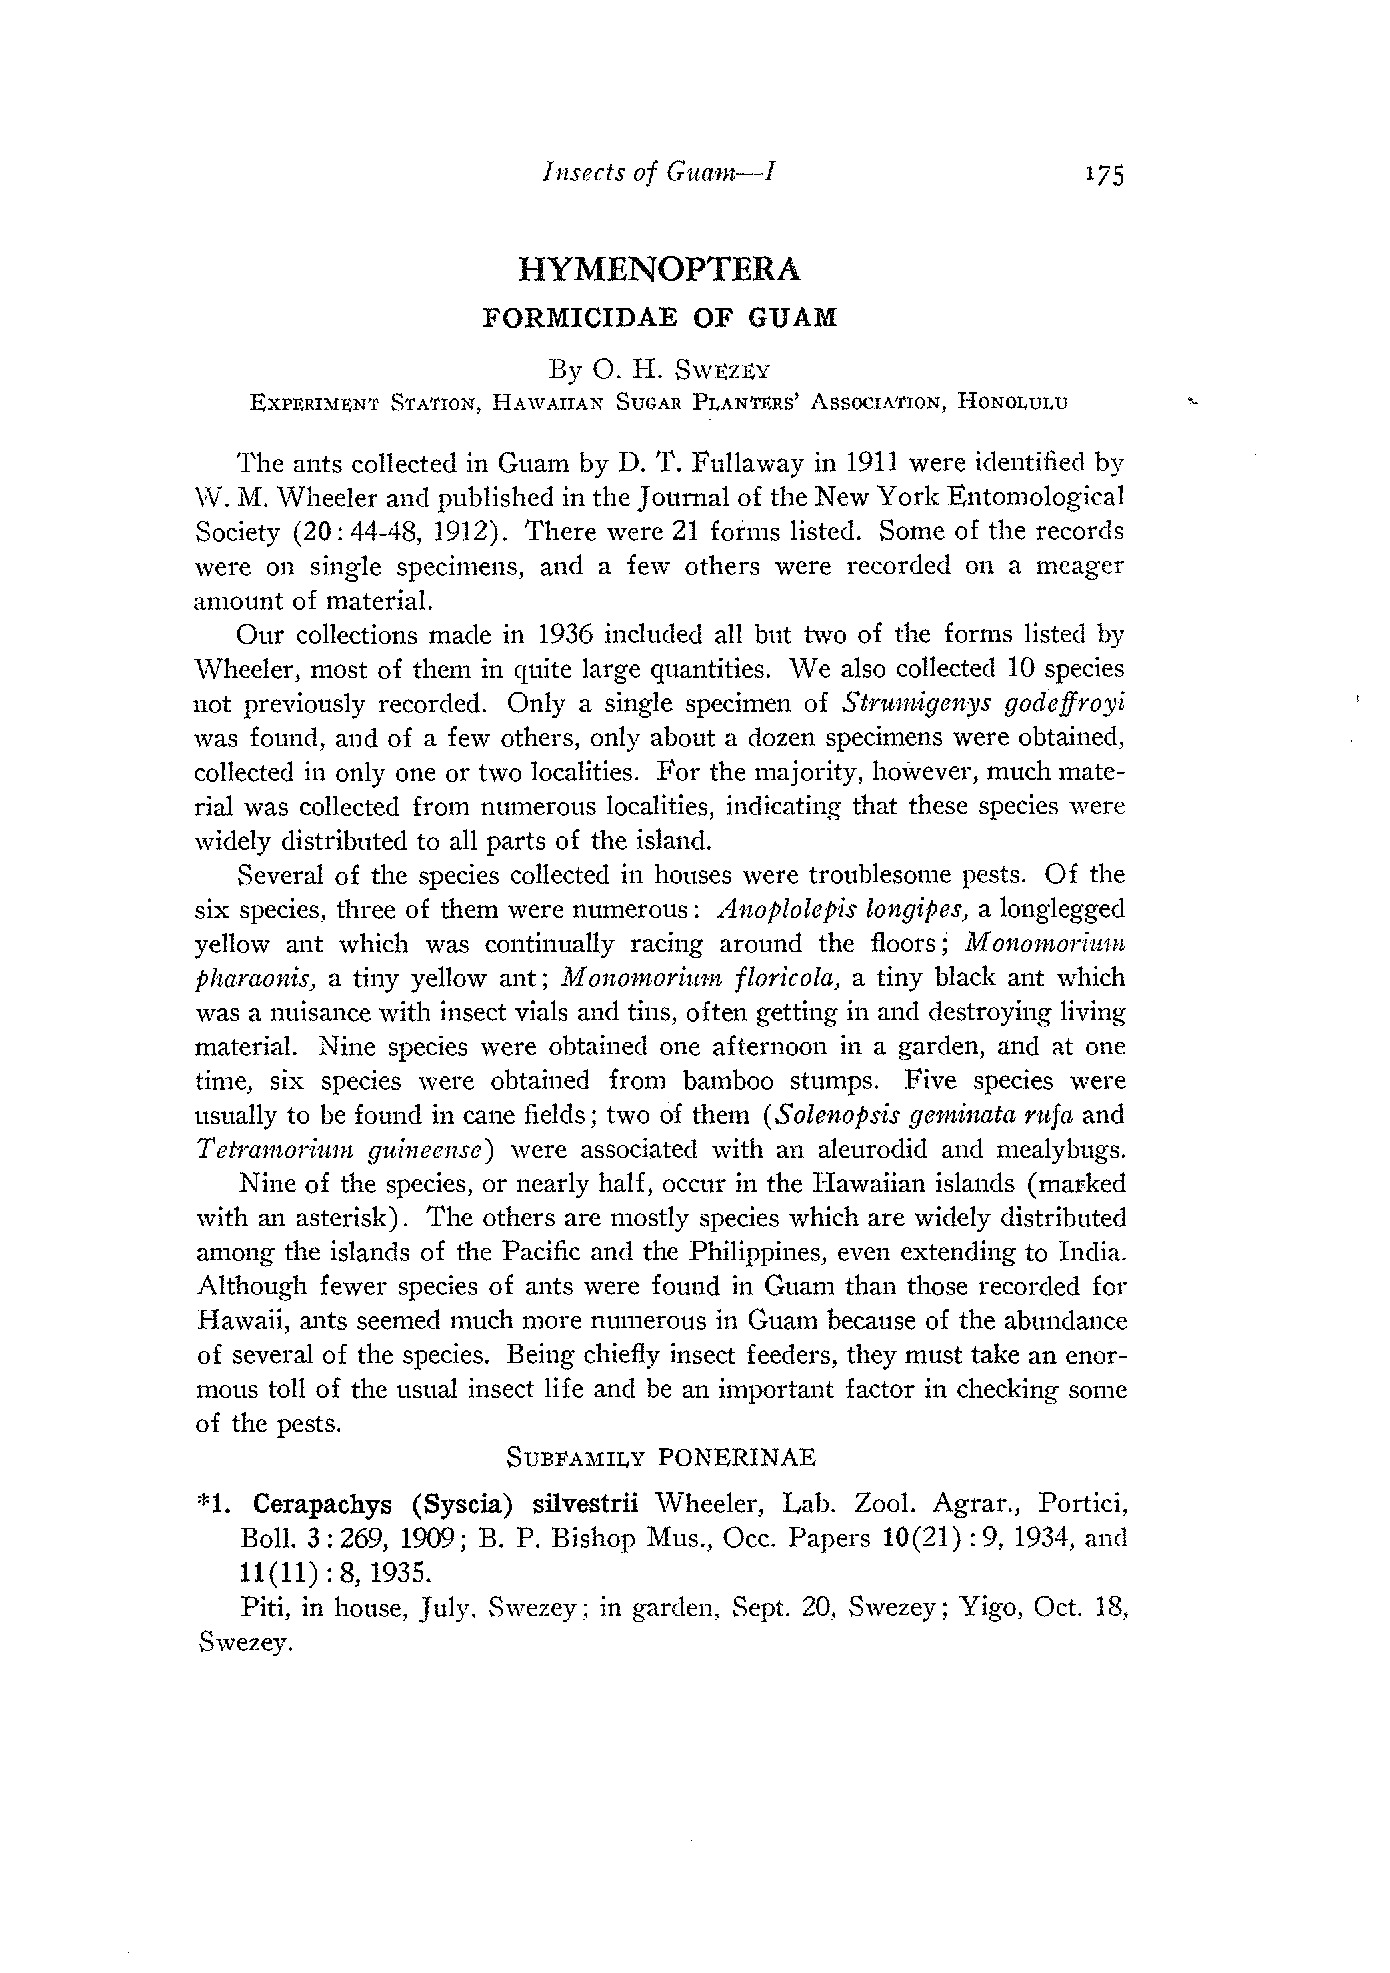 Insects of Guam—I 175
HYMENOPTERA
FORMICIDAE OF GUAM
By O. H. Swezey
Experiment Station, Hawaiian Sugar Planters' Association, Honolulu
The ants collected in Guam by D. T. Fullaway in 1911 were identified by
W. M. Wheeler and published in the Journal of the New York Entomological
Society (20: 44-48, 1912). There were 21 forms listed. Some of the records
were on single specimens, and a few others were recorded on a meager
amount of material.
Our collections made in 1936 included all but two of the forms listed by
Wheeler, most of them in quite large quantities. We also collected 10 species
not previously recorded. Only a single specimen of Strumigenys godeffroyi
was found, and of a few others, only about a dozen specimens were obtained,
collected in only one or two localities. For the majority, however, much mate-
rial was collected from numerous localities, indicating that these species were
widely distributed to all parts of the island.
Several of the species collected in houses were troublesome pests. Of the
six species, three of them were numerous: Anoplolepis longipes, a longlegged
yellow ant which was continually racing around the floors; Monomorium
pharaonis, a tiny yellow ant; Monomorium floricola, a tiny black ant which
was a nuisance with insect vials and tins, often getting in and destroying living
material. Nine species were obtained one afternoon in a garden, and at one
time, six species were obtained from bamboo stumps. Five species were
usually to be found in cane fields; two of them (Solenopsis geminata rufa and
Tetramorium guineense) were associated with an aleurodid and mealybugs.
Nine of the species, or nearly half, occur in the Hawaiian islands (marked
with an asterisk). The others are mostly species which are widely distributed
among the islands of the Pacific and the Philippines, even extending to India.
Although fewer species of ants were found in Guam than those recorded for
Hawaii, ants seemed much more numerous in Guam because of the abundance
of several of the species. Being chiefly insect feeders, they must take an enor-
mous toll of the usual insect life and be an important factor in checking some
of the pests.
Subfamily PONERINAE
*1. Cerapachys (Syscia) silvestrii Wheeler, Lab. Zool. Agrar., Portici,
Boll. 3: 269, 1909; B. P. Bishop Mus., Occ. Papers 10(21): 9, 1934, and
11(11): 8, 1935.
Piti, in house, July, Swezey; in garden, Sept. 20, Swezey; Yigo, Oct. 18,
Swezey.